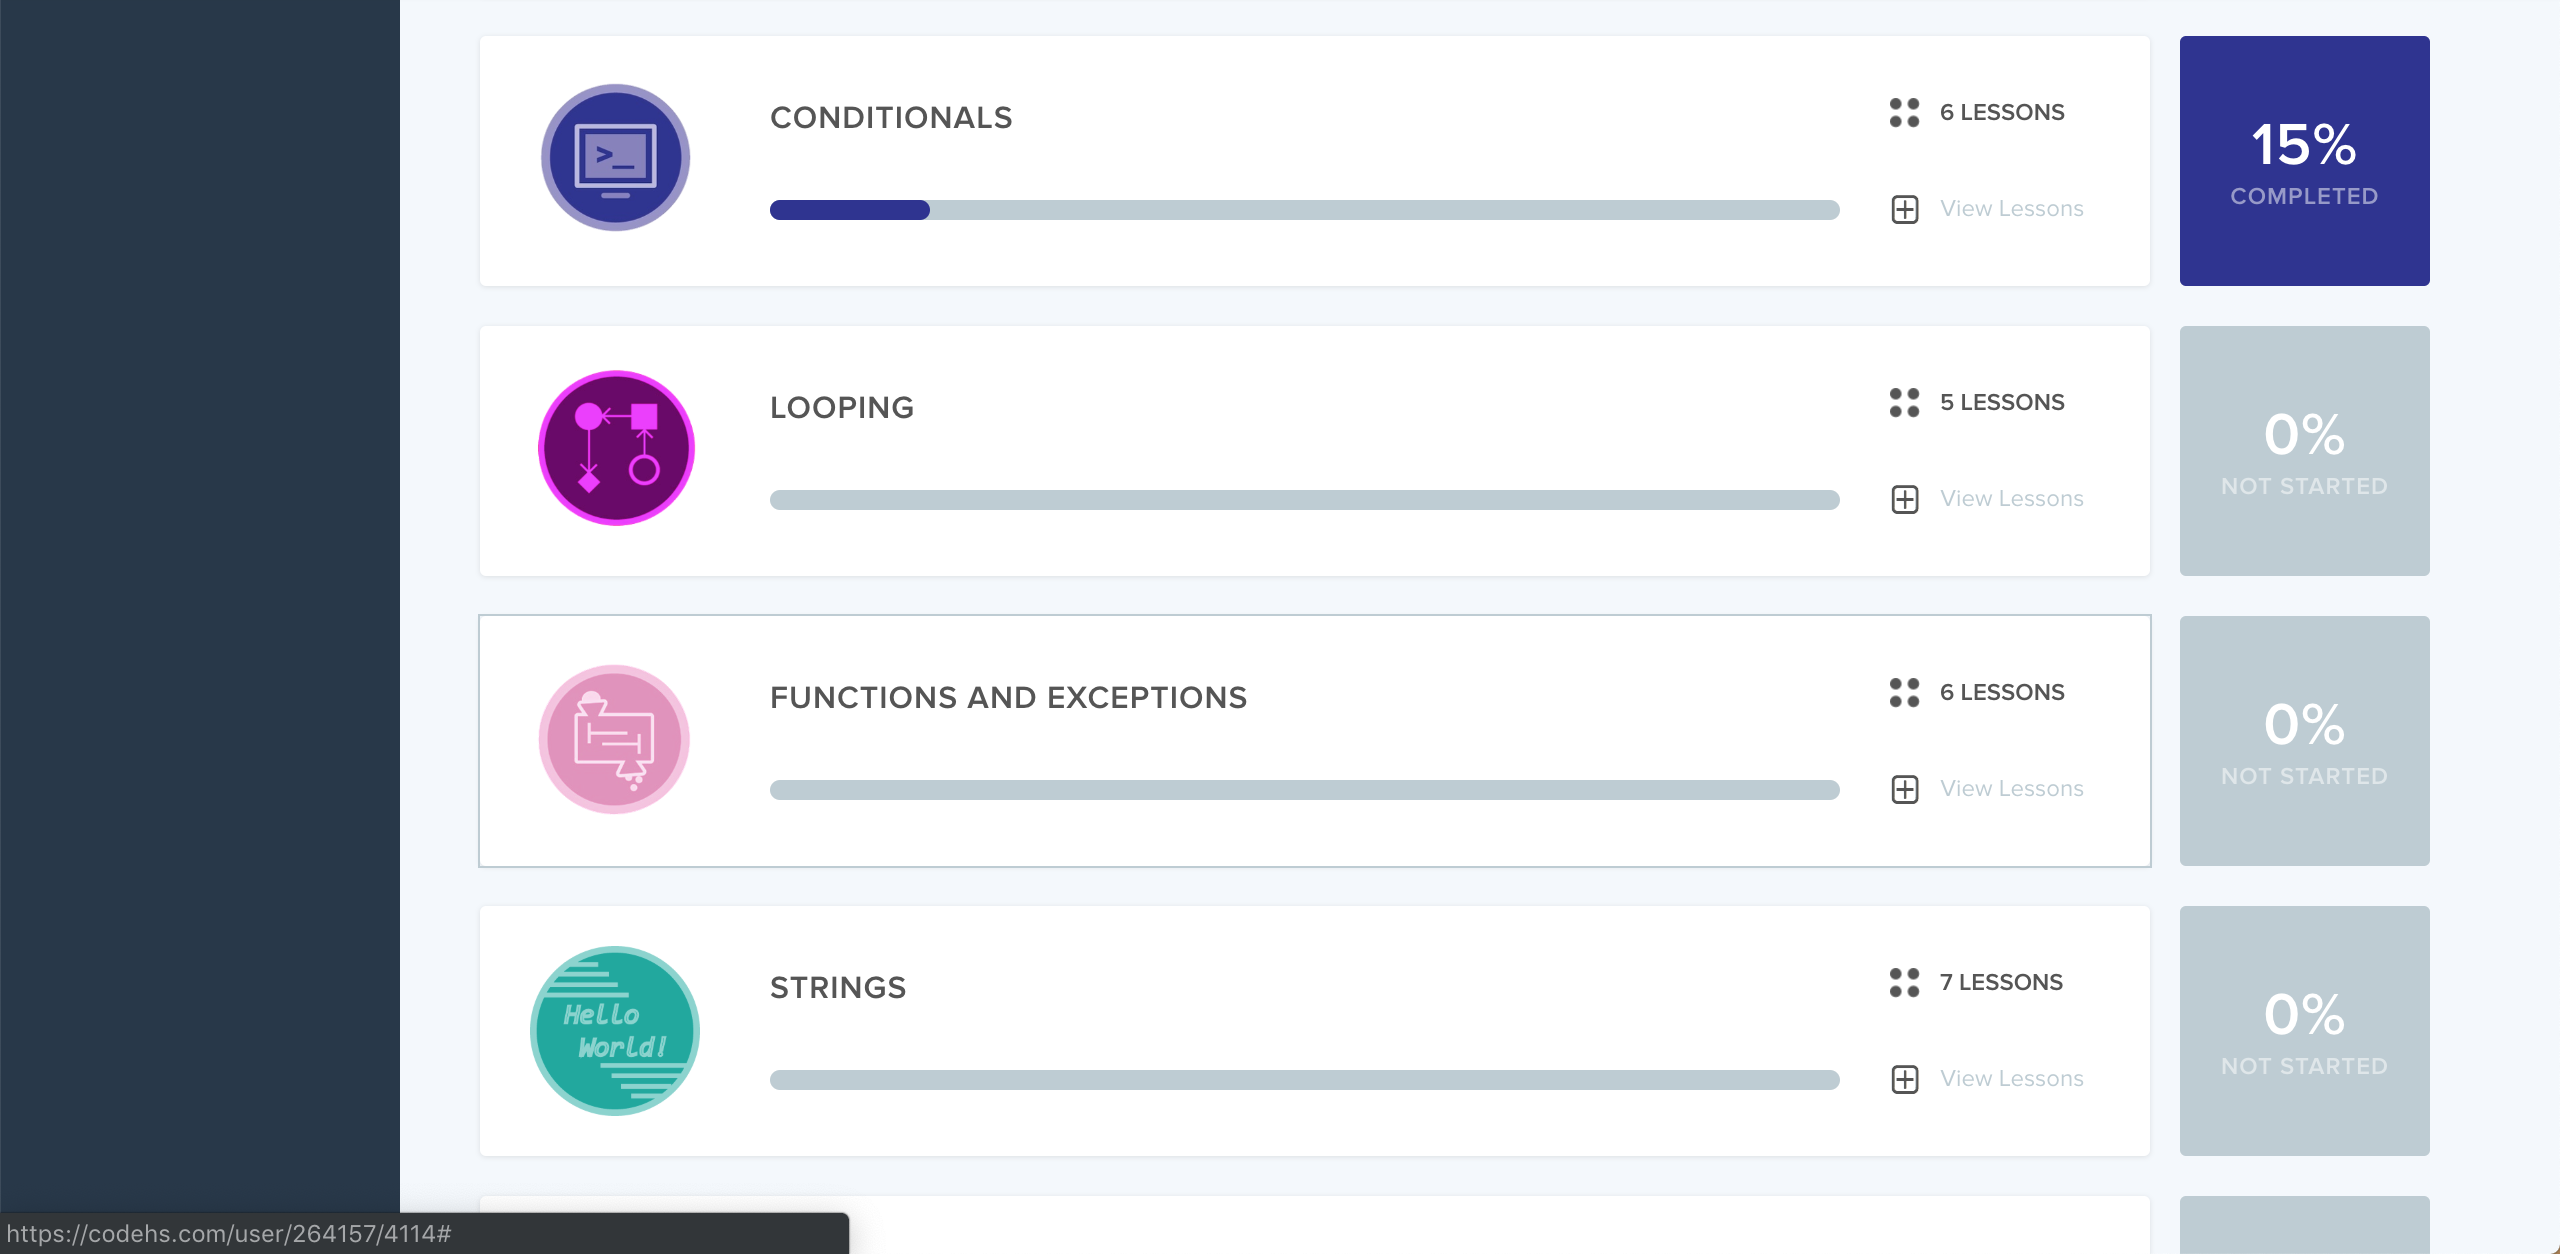 CONDITIONALS
6 LESSONS
View Lessons
15%
COMPLETED
>_
LOOPING
5 LESSONS
View Lessons
0%
NOT STARTED
FUNCTIONS AND EXCEPTIONS
6 LESSONS
View Lessons
0%
NOT STARTED
STRINGS
7 LESSONS
View Lessons
0%
NOT STARTED
Hello
World!
https://codehs.com/user/264157/4114#